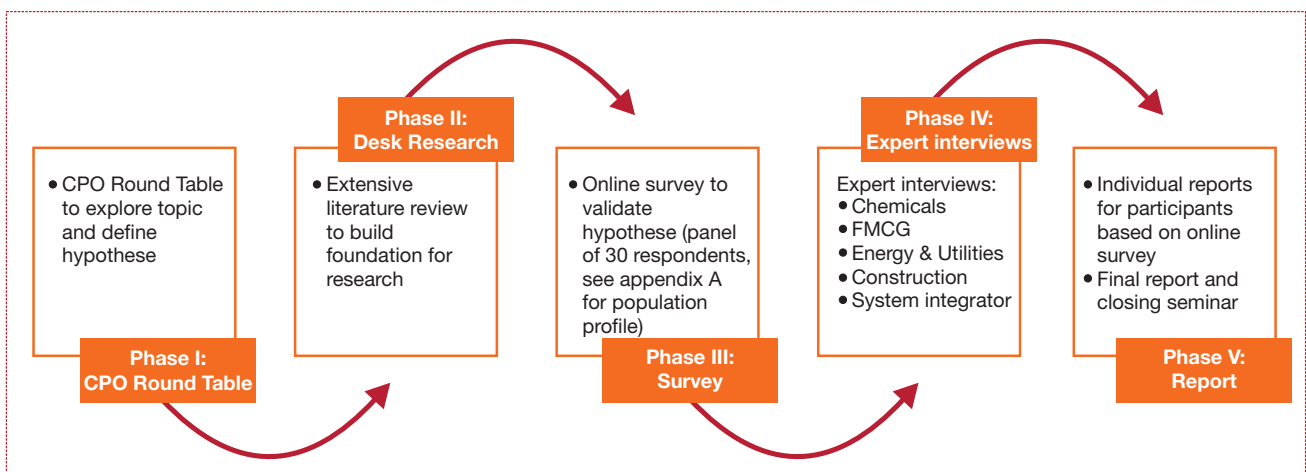 Phase I:
CPO Round Table
• CPO Round Table
to explore topic
and define
hypothese
Phase II:
Desk Research
• Extensive
literature review
to build
foundation for
research
• Online survey to
validate
hypothese (panel
of 30 respondents,
see appendix A
for population
profile)
Phase III:
Survey
Phase IV:
Expert interviews
Expert interviews:
• Chemicals
• FMCG
• Energy & Utilities
• Construction
• System integrator
• Individual reports
for participants
based on online
survey
• Final report and
closing seminar
Phase V:
Report